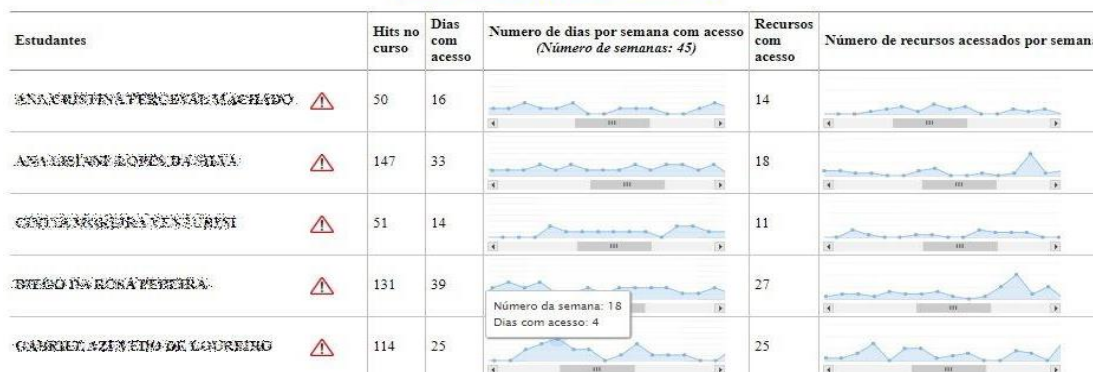 Estudantes
Hits no
curso
Dias
com
acesso
Numero de dias por semana com acesso
(Número de semanas: 45)
Recursos
com
acesso
Número de recursos acessados por semana
50 16 14
147 33 18
51 14 11
131 39 27
Número da semana: 18
Dias com acesso: 4
114 25 25